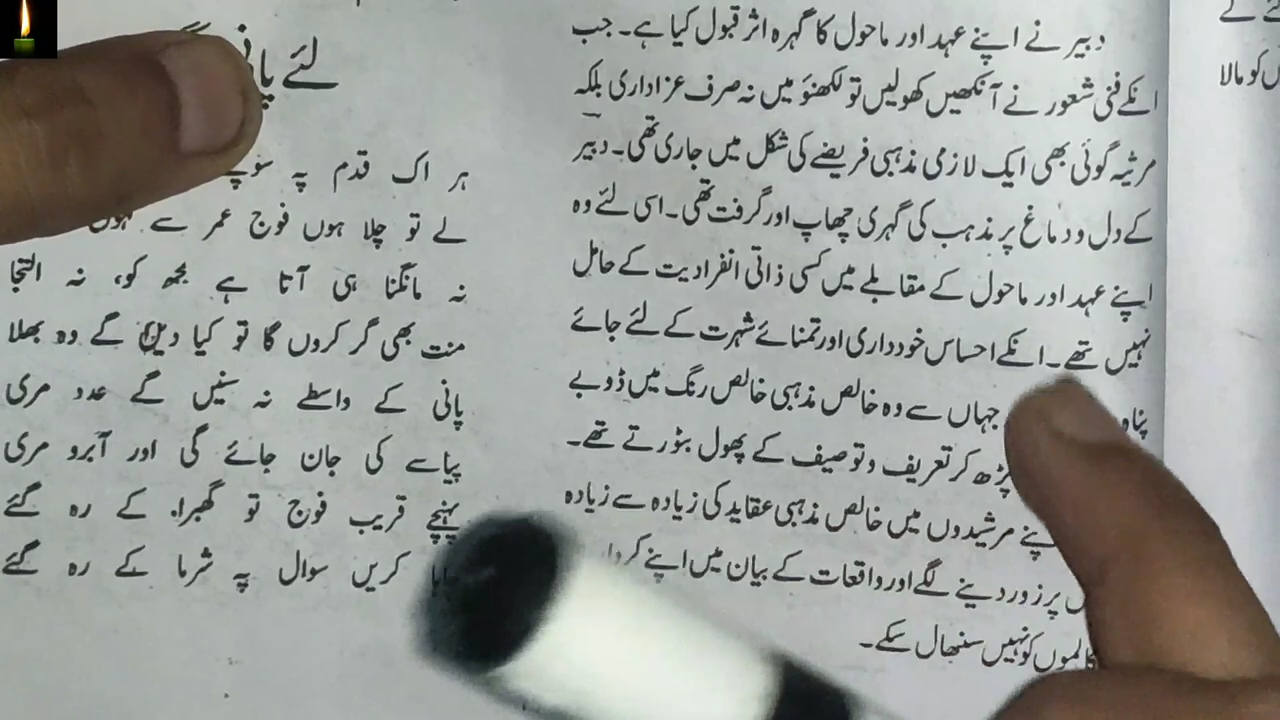 دبیر نے اپنے عہد اور ماحول کا گہرہ اثر قبول کیا ہے۔ جب
انکے فنی شعور نے آنکھیں کھولیں تو لکھنؤ میں نہ صرف عزاداری بلکہ
مرثیہ گوئی بھی ایک لازمی مذہبی فریضے کی شکل میں جاری تھی۔ دبیر
کے دل و دماغ پر مذہب کی گہری چھاپ اور گرفت تھی۔ اسی لئے وہ
اپنے عہد اور ماحول کے مقابلے میں کسی ذاتی انفرادیت کے حامل
نہیں تھے۔ انکے احساس خودداری اور تمنائے شہرت کے لئے جائے
جہاں سے وہ خالص مذہبی خالص رنگ میں ڈوبے
پڑھ کر تعریف و توصیف کے پھول بٹورتے تھے۔
اپنے مرشیدوں میں خالص مذہبی عقاید کی زیادہ سے زیادہ
پر زور دینے لگے اور واقعات کے بیان میں اپنے
کو نہیں سنبھال سکے۔
لئے
ہر اک قدم پہ
لے تو چلا ہوں فوج عمر سے
نہ مانگنا ہی آتا ہے مجھ کو، نہ التجا
منت بھی گر کروں گا تو کیا دیں گے وہ بھلا
پانی کے واسطے نہ سنیں گے عدد مری
پیاسے کی جان جائے گی اور آبرو مری
پہنچے قریب فوج تو گھبرا کے رہ گئے
کریں سوال پہ شرما کے رہ گئے
کو مالا